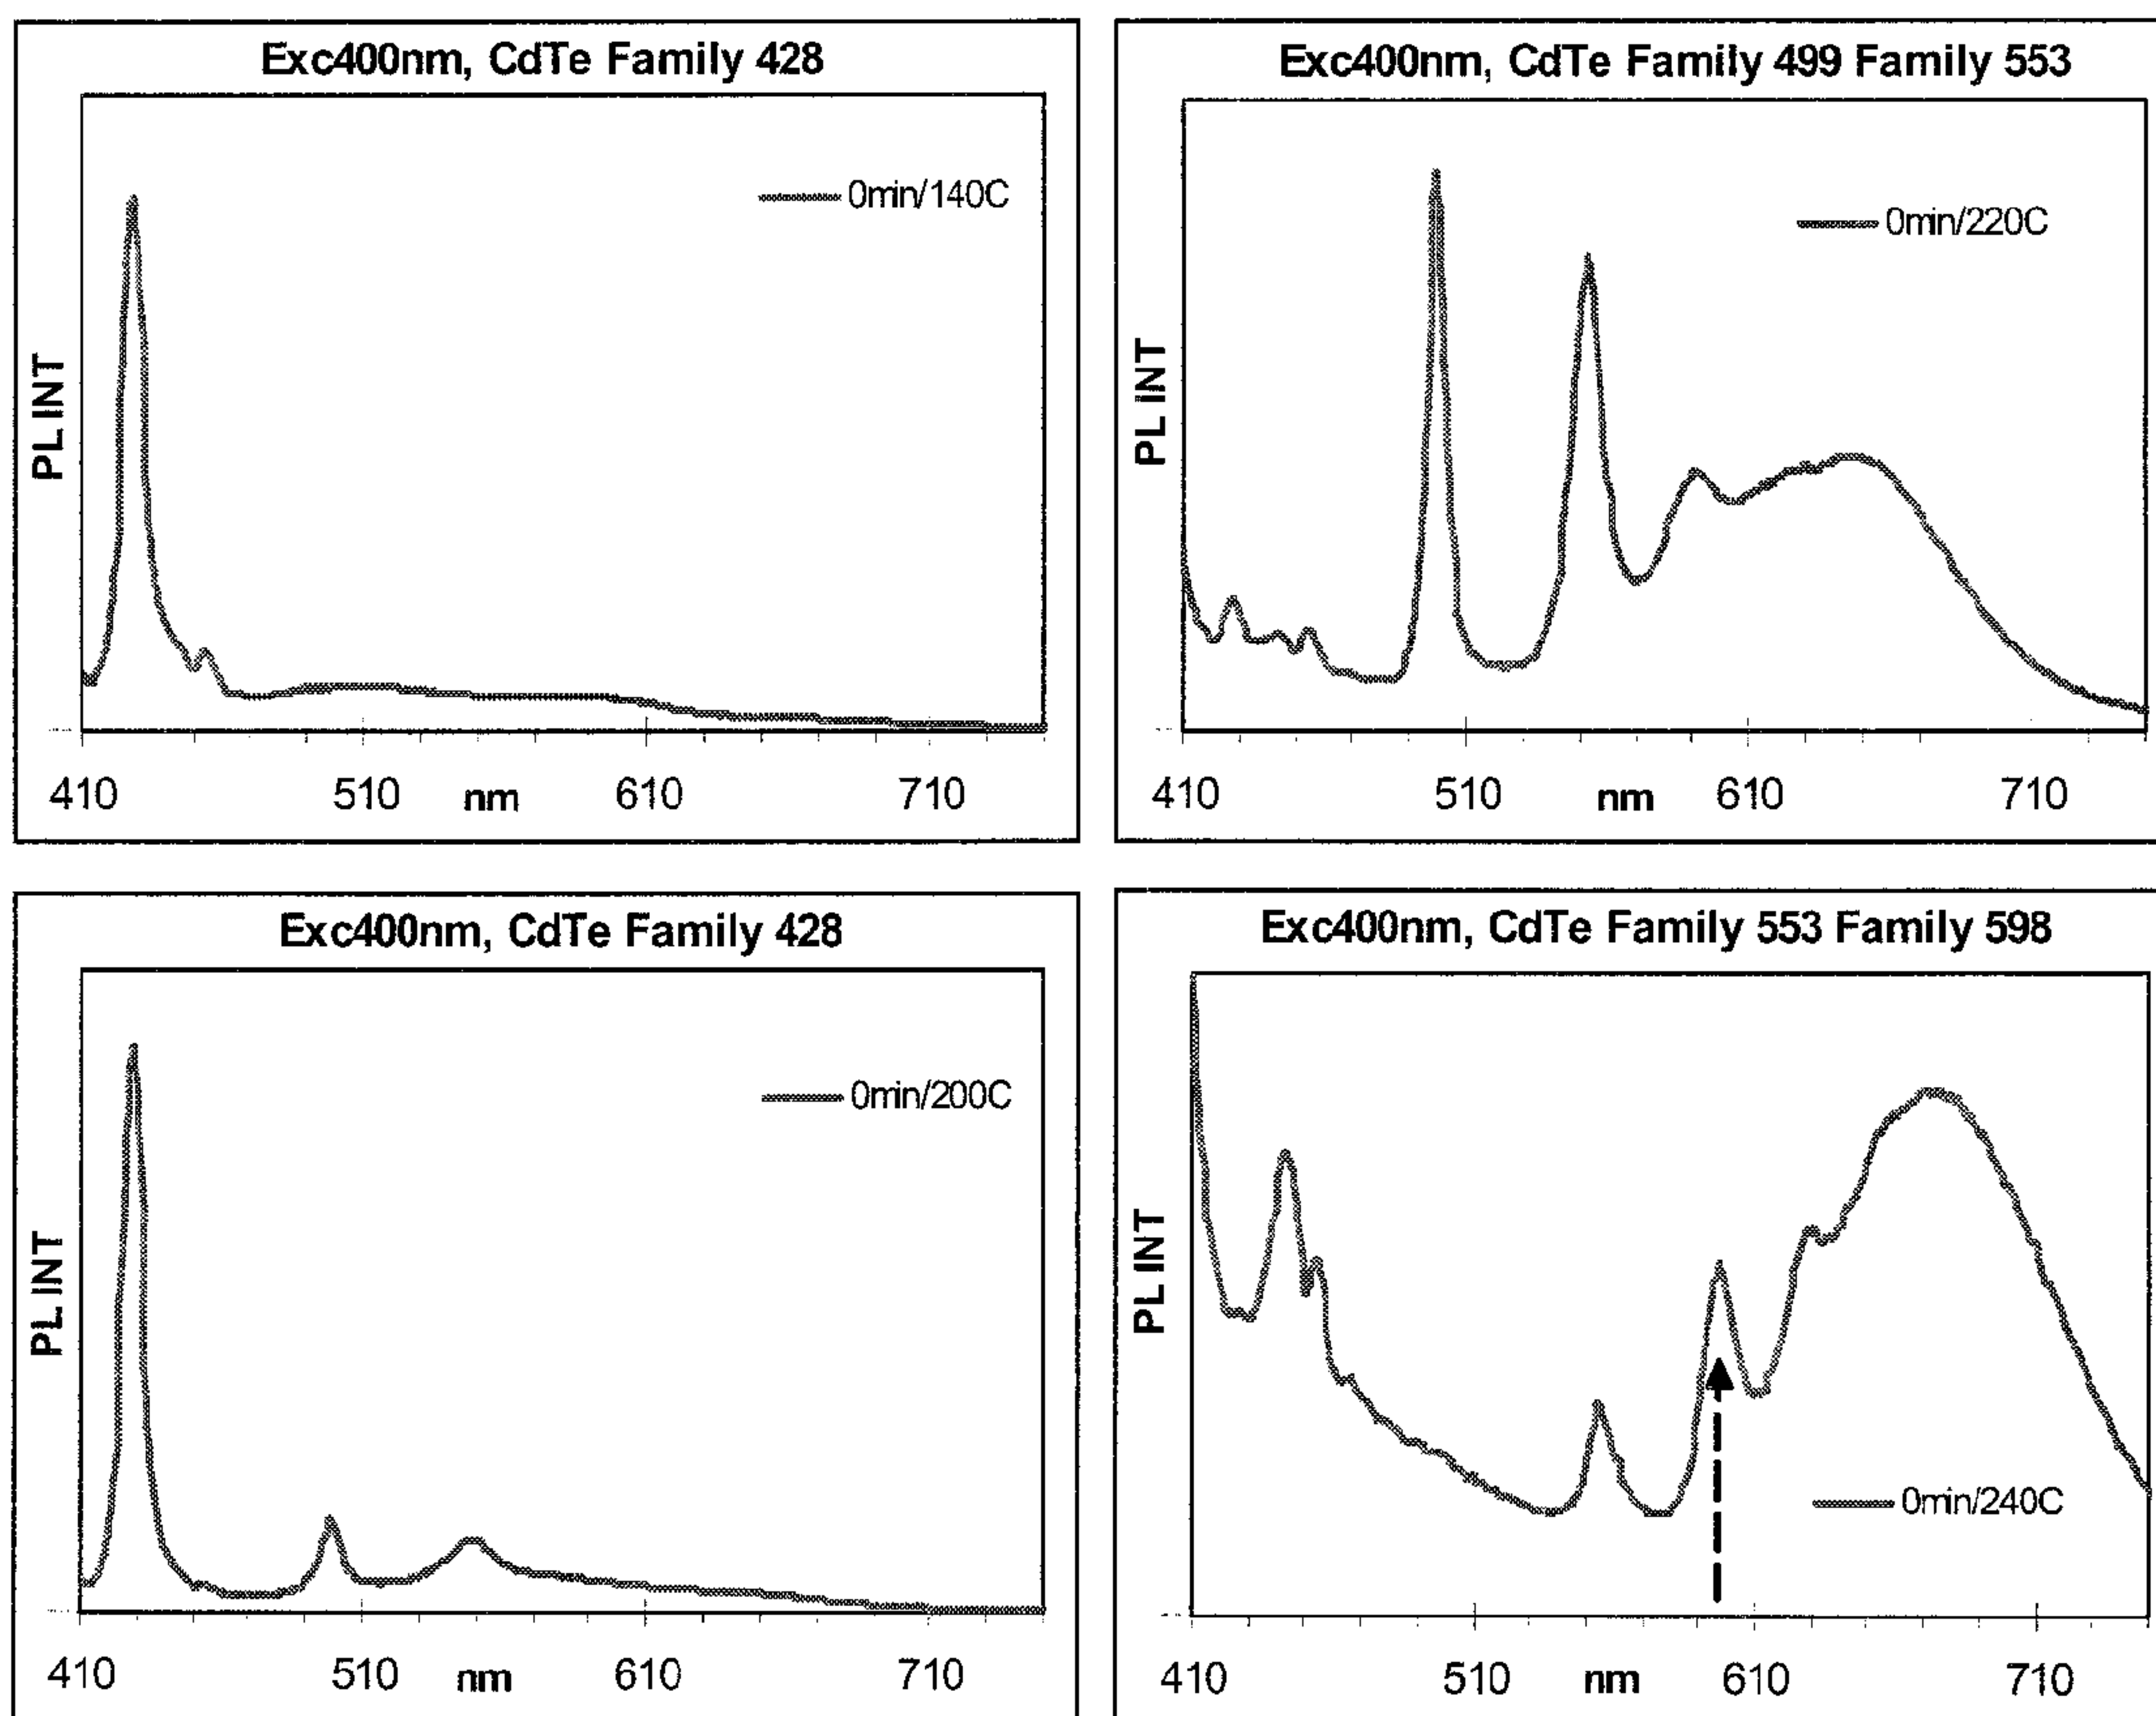 Exc400nm, CdTe Family 428
0min/140C
PL INT
410 510 nm 610 710
Exc400nm, CdTe Family 499 Family 553
0min/220C
PL INT
410 510 nm 610 710
Exc400nm, CdTe Family 428
0min/200C
PL INT
410 510 nm 610 710
Exc400nm, CdTe Family 553 Family 598
PL INT
0min/240C
410 510 nm 610 710